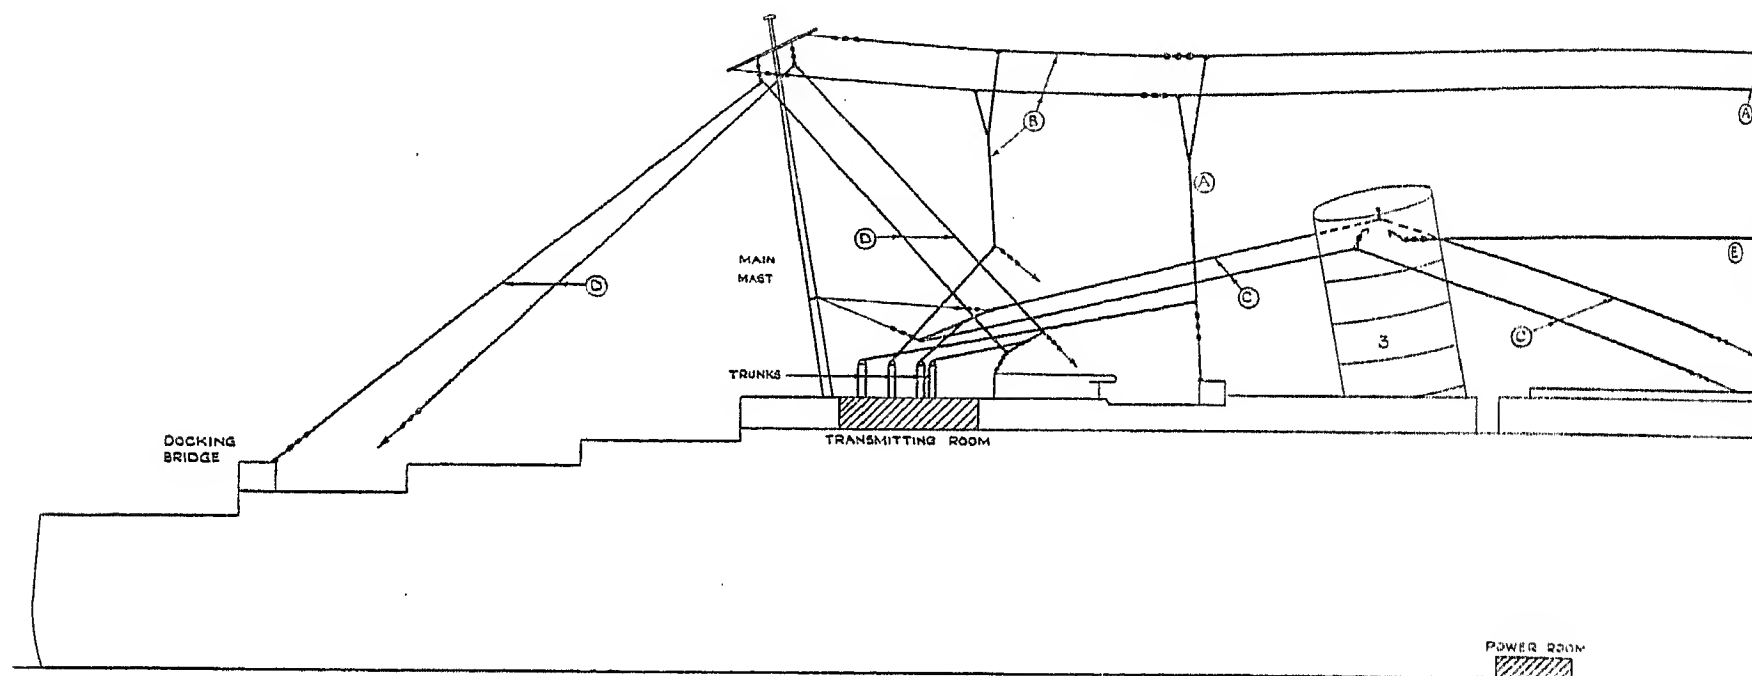 B
A
A
D
E
MAIN
MAST
C
D
C
3
TRUNKS
DOCKING
BRIDGE
TRANSMITTING ROOM
POWER ROOM